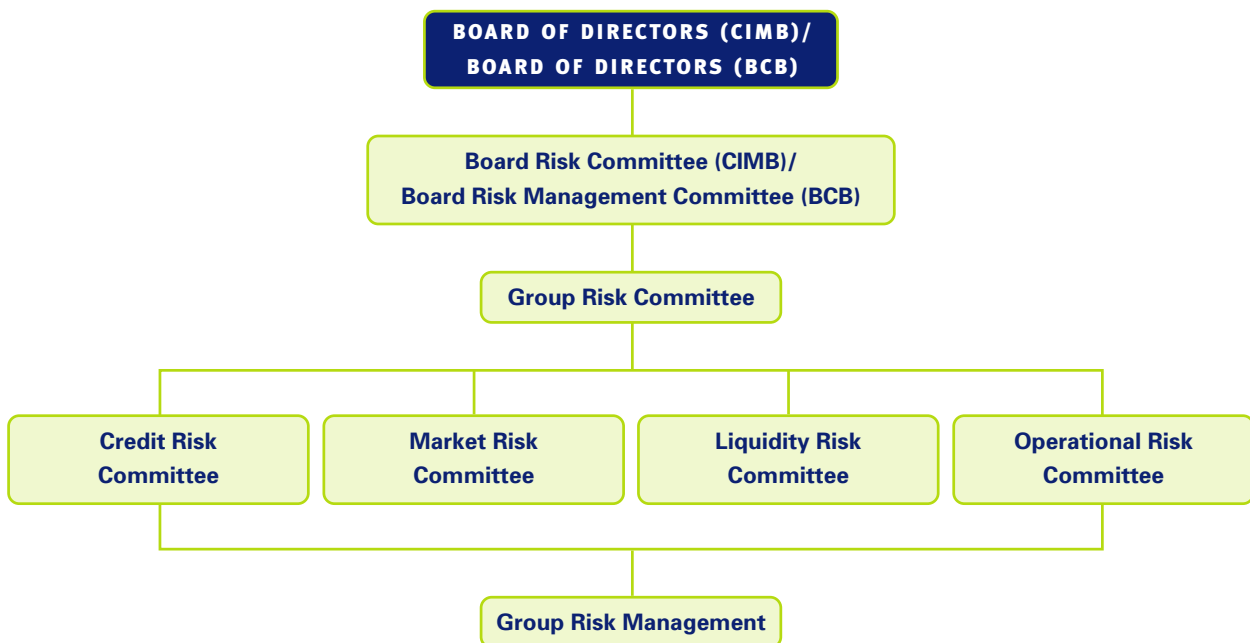 BOARD OF DIRECTORS (CIMB)/
BOARD OF DIRECTORS (BCB)
Board Risk Committee (CIMB)/
Board Risk Management Committee (BCB)
Group Risk Committee
Credit Risk
Committee
Market Risk
Committee
Liquidity Risk
Committee
Operational Risk
Committee
Group Risk Management